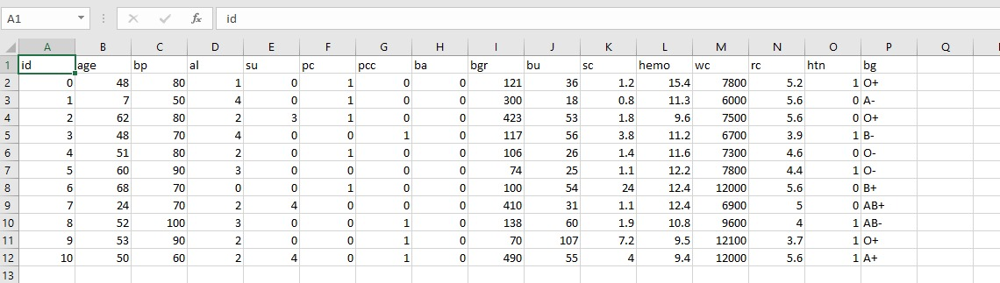 A1 fx id
A B C D E F G H I J K L M N O P Q
1 id age bp al su pc pcc ba bgr bu sc hemo wc rc htn bg
2 0 48 80 1 0 1 0 0 121 36 1.2 15.4 7800 5.2 1 O+
3 1 7 50 4 0 1 0 0 300 18 0.8 11.3 6000 5.6 0 A-
4 2 62 80 2 3 1 0 0 423 53 1.8 9.6 7500 5.6 0 O+
5 3 48 70 4 0 0 1 0 117 56 3.8 11.2 6700 3.9 1 B-
6 4 51 80 2 0 1 0 0 106 26 1.4 11.6 7300 4.6 0 O-
7 5 60 90 3 0 0 0 0 74 25 1.1 12.2 7800 4.4 1 O-
8 6 68 70 0 0 1 0 0 100 54 24 12.4 12000 5.6 0 B+
9 7 24 70 2 4 0 0 0 410 31 1.1 12.4 6900 5 0 AB+
10 8 52 100 3 0 0 1 0 138 60 1.9 10.8 9600 4 1 AB-
11 9 53 90 2 0 0 1 0 70 107 7.2 9.5 12100 3.7 1 O+
12 10 50 60 2 4 0 1 0 490 55 4 9.4 12000 5.6 1 A+
13